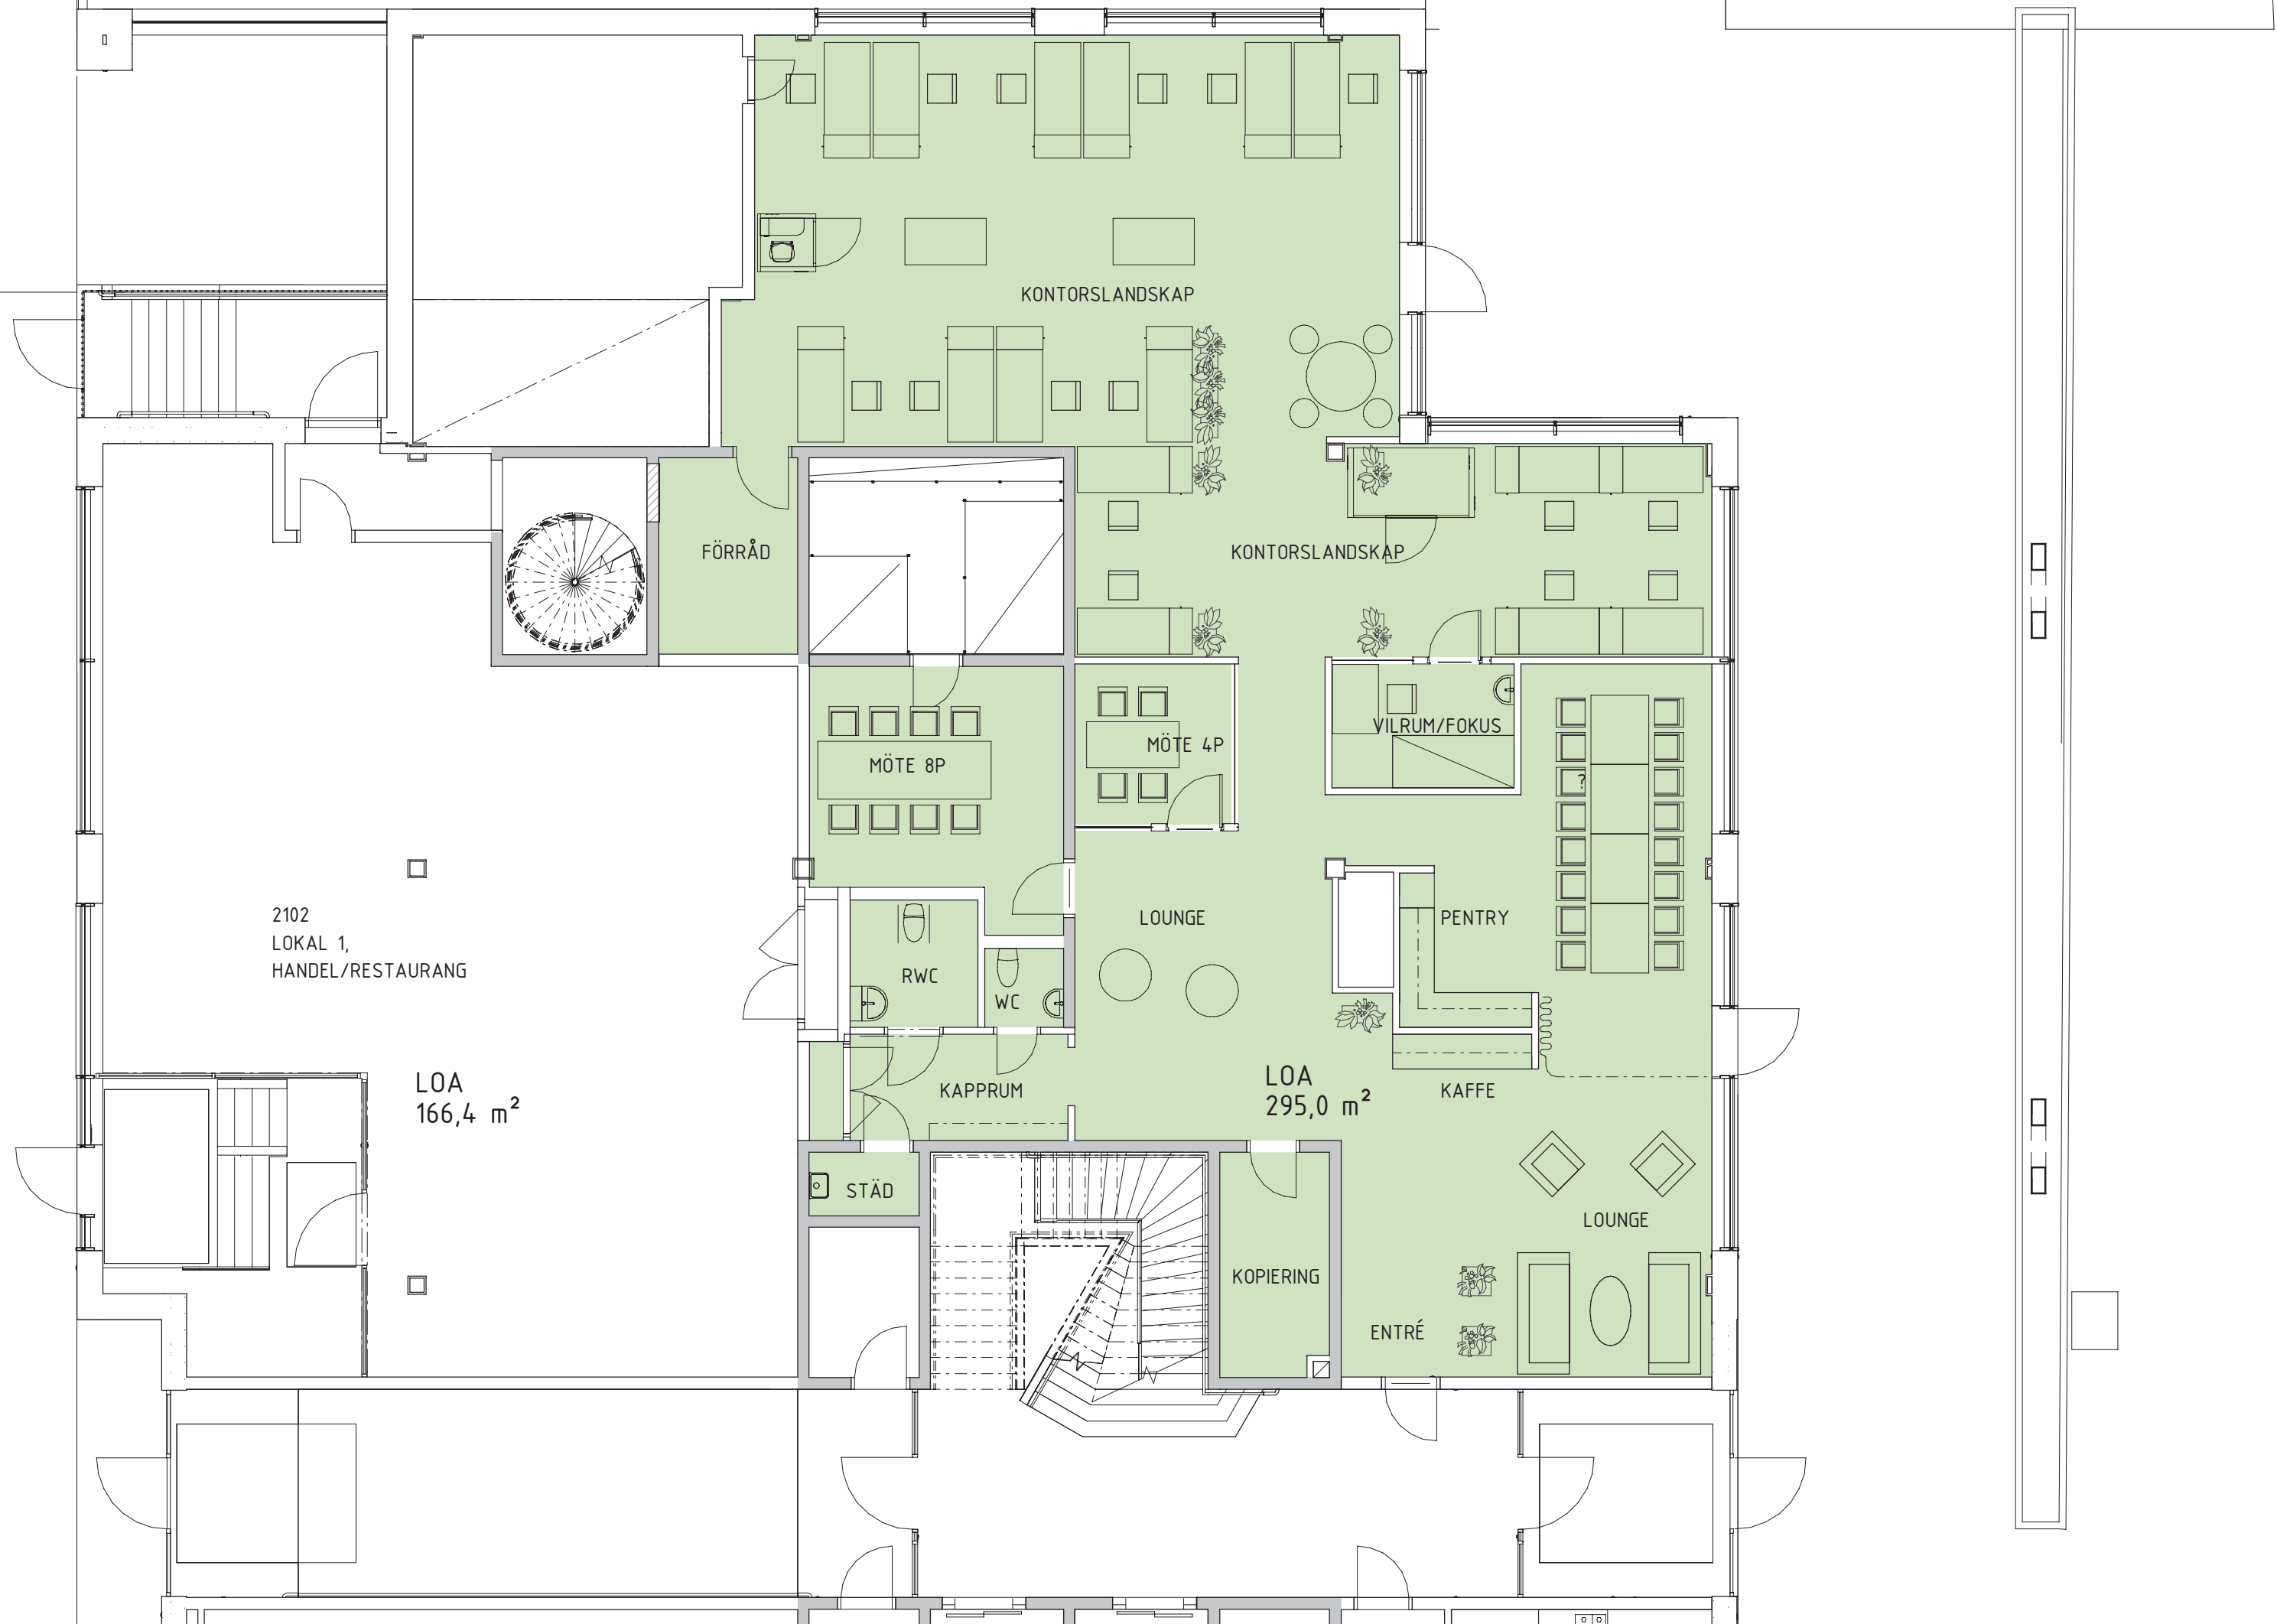 KONTORSLANDSKAP
FÖRRÅD
KONTORSLANDSKAP
VILRUM/FOKUS
MÖTE 4P
MÖTE 8P
?
2102
LOKAL 1,
HANDEL/RESTAURANG
LOUNGE
PENTRY
RWC
WC
LOA
166,4 m²
KAPPRUM
LOA
295,0 m²
KAFFE
STÄD
LOUNGE
KOPIERING
ENTRÉ